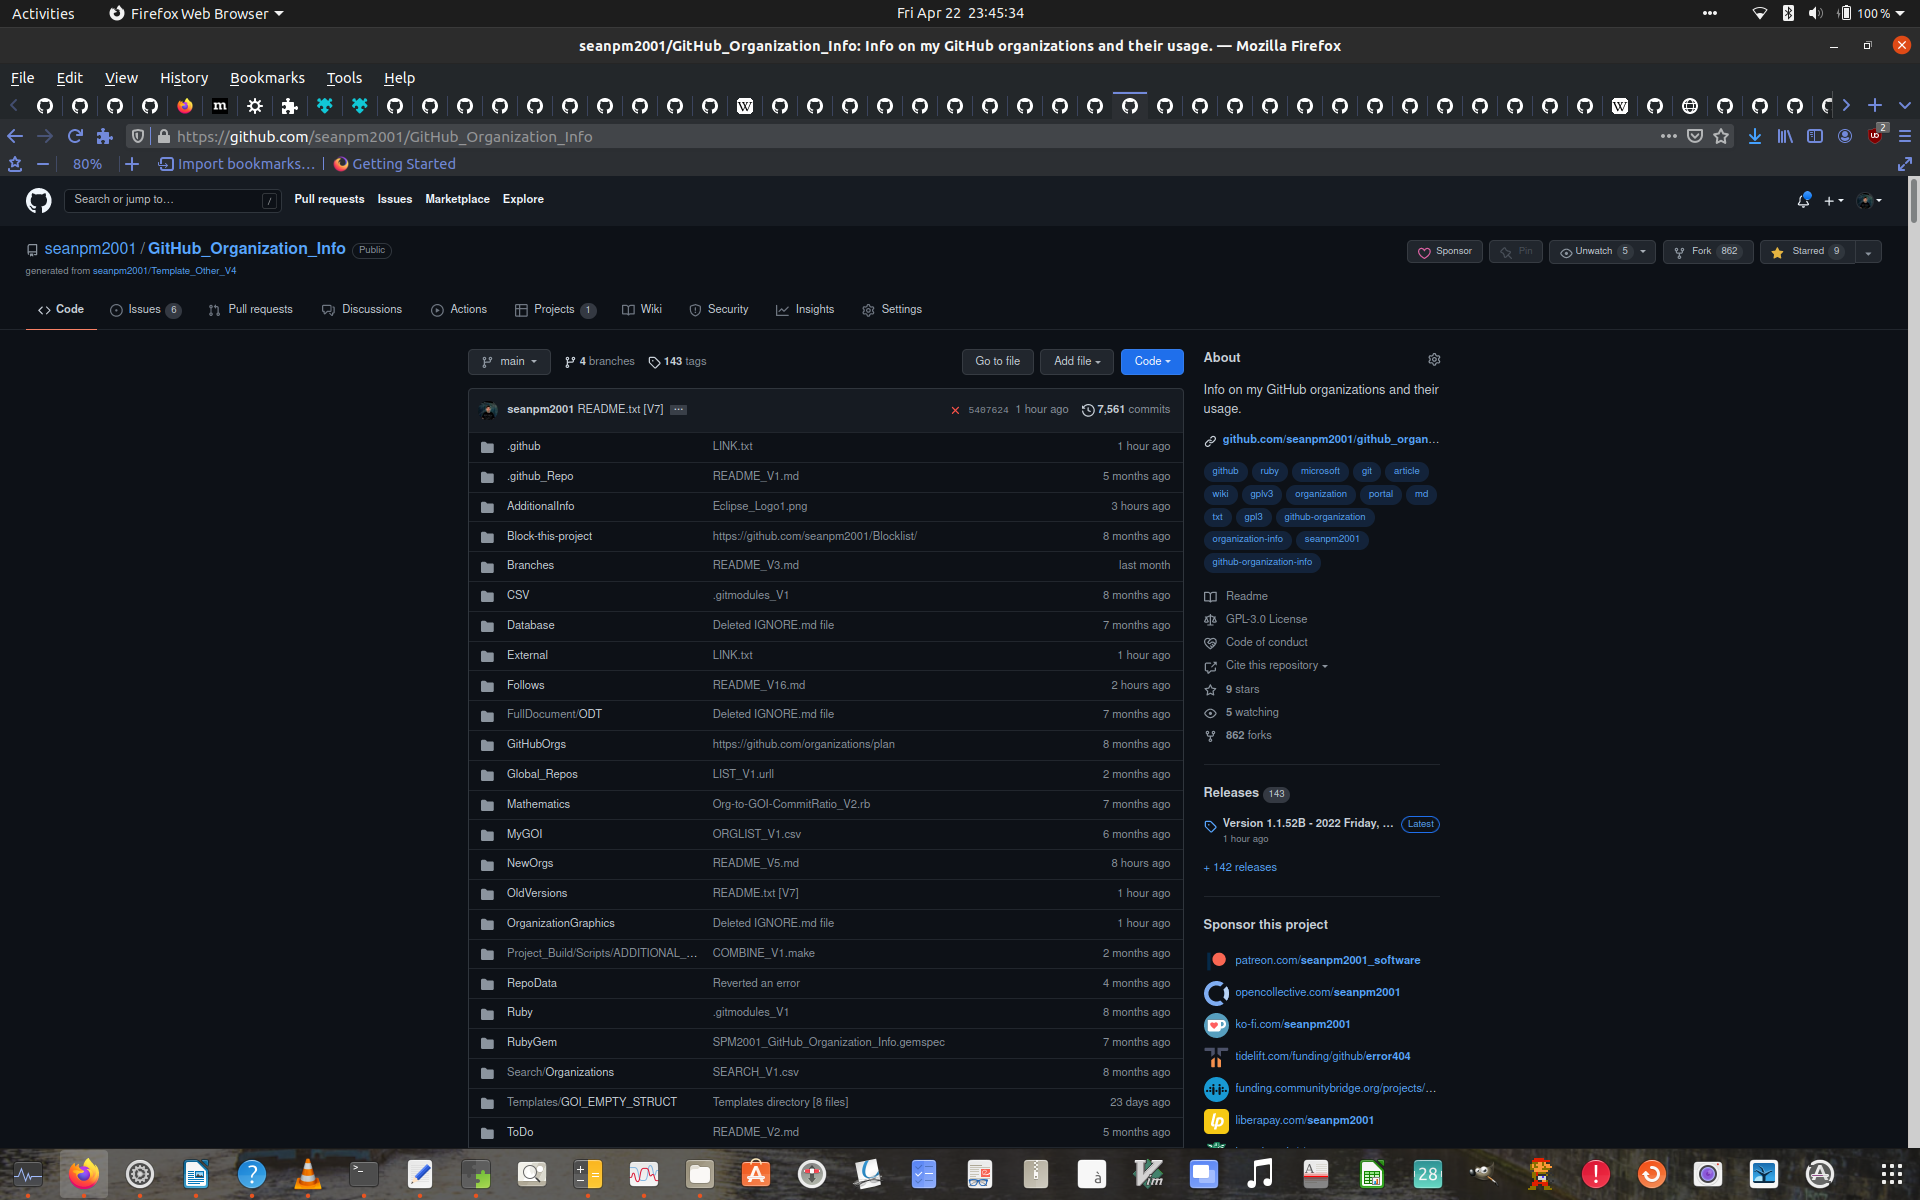 Activities Firefox Web Browser Fri Apr 22 23:45:34 100 %
seanpm2001/GitHub_Organization_Info: Info on my GitHub organizations and their usage. — Mozilla Firefox
File Edit View History Bookmarks Tools Help
https://github.com/seanpm2001/GitHub_Organization_Info 2
80% Import bookmarks… Getting Started
Search or jump to… / Pull requests Issues Marketplace Explore
seanpm2001 / GitHub_Organization_Info Public Sponsor Pin Unwatch 5 Fork 862 Starred 9
generated from seanpm2001/Template_Other_V4
Code Issues 6 Pull requests Discussions Actions Projects 1 Wiki Security Insights Settings
main 4 branches 143 tags Go to file Add file Code
seanpm2001 README.txt [V7] ... 5407624 1 hour ago 7,561 commits
.github LINK.txt 1 hour ago
.github_Repo README_V1.md 5 months ago
AdditionalInfo Eclipse_Logo1.png 3 hours ago
Block-this-project https://github.com/seanpm2001/Blocklist/ 8 months ago
Branches README_V3.md last month
CSV .gitmodules_V1 8 months ago
Database Deleted IGNORE.md file 7 months ago
External LINK.txt 1 hour ago
Follows README_V16.md 2 hours ago
FullDocument/ODT Deleted IGNORE.md file 7 months ago
GitHubOrgs https://github.com/organizations/plan 8 months ago
Global_Repos LIST_V1.urll 2 months ago
Mathematics Org-to-GOI-CommitRatio_V2.rb 7 months ago
MyGOI ORGLIST_V1.csv 6 months ago
NewOrgs README_V5.md 8 hours ago
OldVersions README.txt [V7] 1 hour ago
OrganizationGraphics Deleted IGNORE.md file 1 hour ago
Project_Build/Scripts/ADDITIONAL_… COMBINE_V1.make 2 months ago
RepoData Reverted an error 4 months ago
Ruby .gitmodules_V1 8 months ago
RubyGem SPM2001_GitHub_Organization_Info.gemspec 7 months ago
Search/Organizations SEARCH_V1.csv 8 months ago
Templates/GOI_EMPTY_STRUCT Templates directory [8 files] 23 days ago
ToDo README_V2.md 5 months ago
About
Info on my GitHub organizations and their
usage.
github.com/seanpm2001/github_organ…
github ruby microsoft git article
wiki gplv3 organization portal md
txt gpl3 github-organization
organization-info seanpm2001
github-organization-info
Readme
GPL-3.0 License
Code of conduct
Cite this repository
9 stars
5 watching
862 forks
Releases 143
Version 1.1.52B - 2022 Friday, … Latest
1 hour ago
+ 142 releases
Sponsor this project
patreon.com/seanpm2001_software
opencollective.com/seanpm2001
ko-fi.com/seanpm2001
tidelift.com/funding/github/error404
funding.communitybridge.org/projects/…
liberapay.com/seanpm2001
28